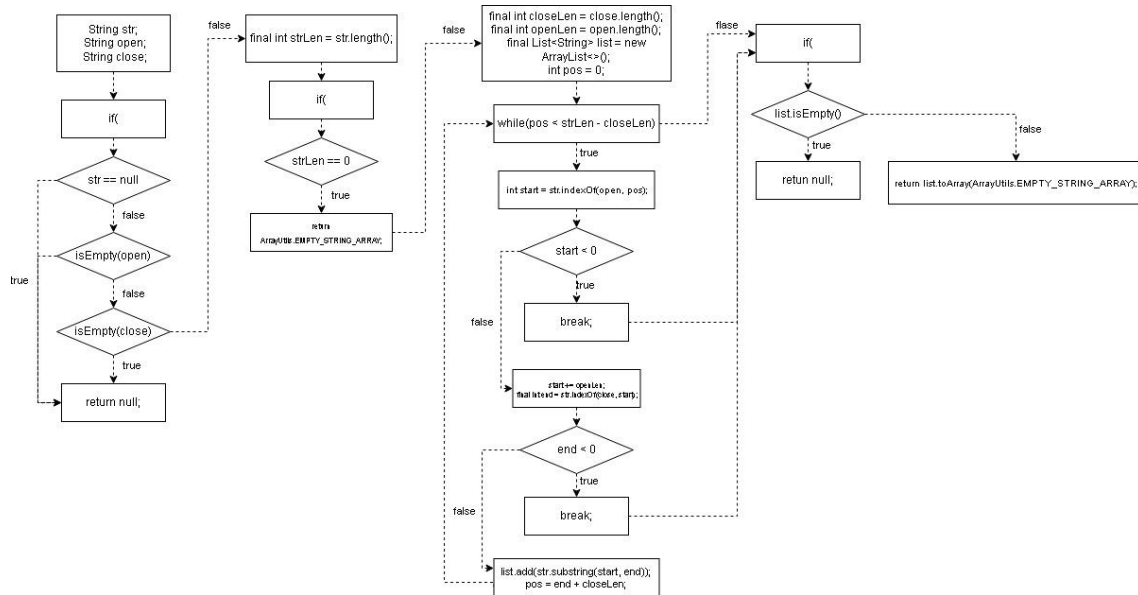 String str;
String open;
String close;
if(
str == null
false
isEmpty(open)
true
false
isEmpty(close)
true
return null;
false
final int strLen = str.length();
if(
strLen == 0
true
return
ArrayUtils.EMPTY_STRING_ARRAY;
false
final int closeLen = close.length();
final int openLen = open.length();
final List<String> list = new
ArrayList<>();
int pos = 0;
while(pos < strLen - closeLen)
true
int start = str.indexOf(open, pos);
start < 0
true
false
break;
start += openLen;
final int end = str.indexOf(close, start);
end < 0
true
false
break;
list.add(str.substring(start, end));
pos = end + closeLen;
flase
if(
list.isEmpty()
true
false
retun null;
return list.toArray(ArrayUtils.EMPTY_STRING_ARRAY);